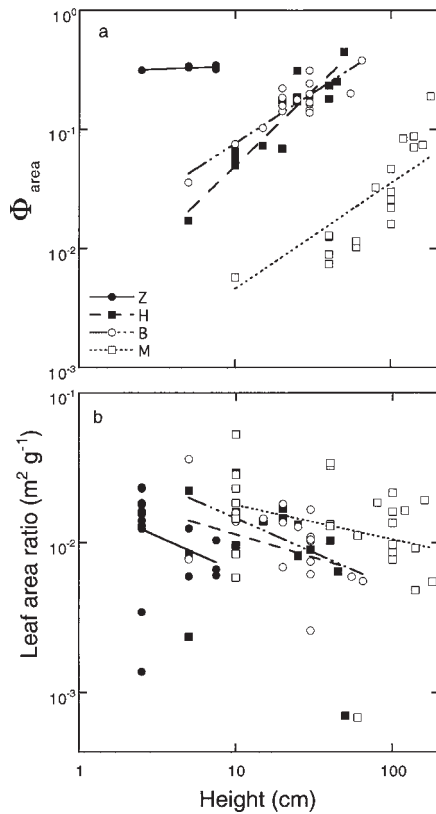 10⁰
a
10⁻¹
Φ area
10⁻²
Z
H
B
M
10⁻³
10⁻¹
b
Leaf area ratio (m² g⁻¹)
10⁻²
10⁻³
1 10 100
Height (cm)